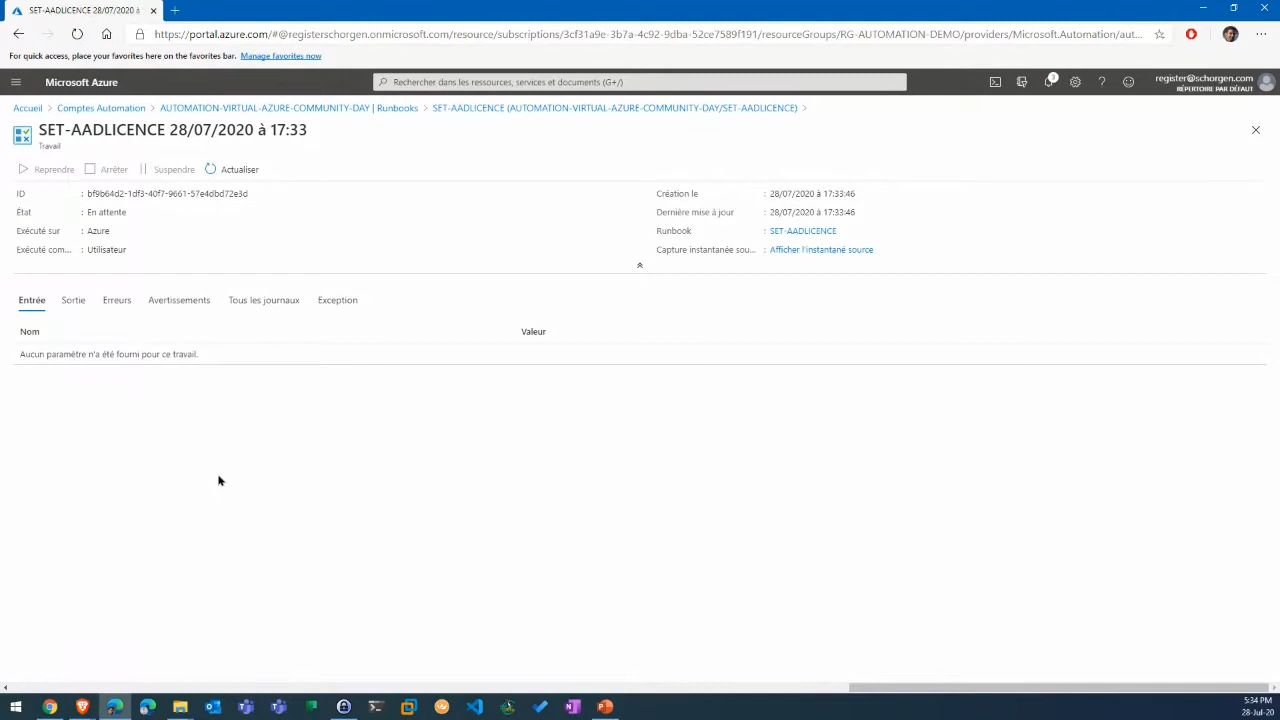 SET-AADLICENCE 28/07/2020 à
https://portal.azure.com/#@registerschorgen.onmicrosoft.com/resource/subscriptions/3cf31a9e-3b7a-4c92-9dba-52ce7589f191/resourceGroups/RG-AUTOMATION-DEMO/providers/Microsoft.Automation/aut...
For quick access, place your favorites here on the favorites bar. Manage favorites now
Microsoft Azure
Rechercher dans les ressources, services et documents (G+/)
3
register@schorgen.com
RÉPERTOIRE PAR DÉFAUT
Accueil > Comptes Automation > AUTOMATION-VIRTUAL-AZURE-COMMUNITY-DAY | Runbooks > SET-AADLICENCE (AUTOMATION-VIRTUAL-AZURE-COMMUNITY-DAY/SET-AADLICENCE) >
SET-AADLICENCE 28/07/2020 à 17:33
Travail
Reprendre Arrêter Suspendre Actualiser
ID : bf9b64d2-1df3-40f7-9661-57e4dbd72e3d
Création le : 28/07/2020 à 17:33:46
État : En attente
Dernière mise à jour : 28/07/2020 à 17:33:46
Exécuté sur : Azure
Runbook : SET-AADLICENCE
Exécuté com... : Utilisateur
Capture instantanée sou... : Afficher l'instantané source
Entrée Sortie Erreurs Avertissements Tous les journaux Exception
Nom Valeur
Aucun paramètre n'a été fourni pour ce travail.
5:34 PM
28-Jul-20